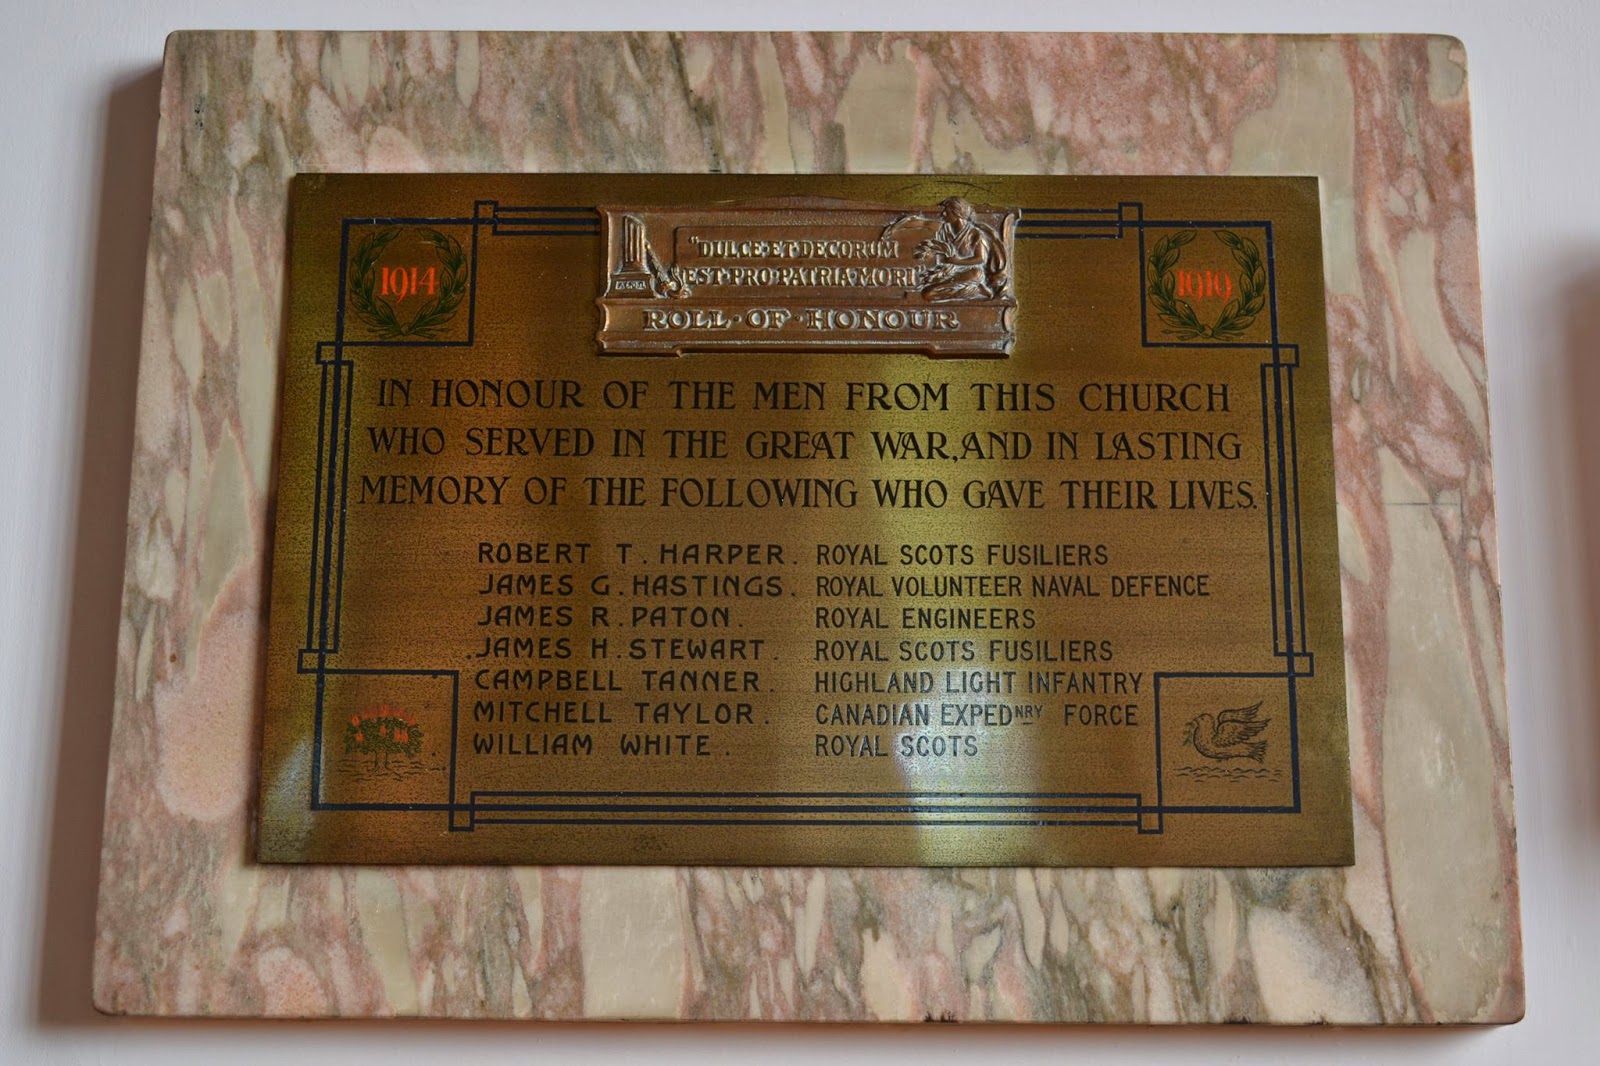 1914
"DULCE·ET·DECORUM
EST·PRO·PATRIA·MORI"
1919
ROLL·OF·HONOUR
IN HONOUR OF THE MEN FROM THIS CHURCH
WHO SERVED IN THE GREAT WAR, AND IN LASTING
MEMORY OF THE FOLLOWING WHO GAVE THEIR LIVES.
ROBERT T. HARPER. ROYAL SCOTS FUSILIERS
JAMES G. HASTINGS. ROYAL VOLUNTEER NAVAL DEFENCE
JAMES R. PATON. ROYAL ENGINEERS
JAMES H. STEWART. ROYAL SCOTS FUSILIERS
CAMPBELL TANNER. HIGHLAND LIGHT INFANTRY
MITCHELL TAYLOR. CANADIAN EXPEDNRY FORCE
WILLIAM WHITE. ROYAL SCOTS